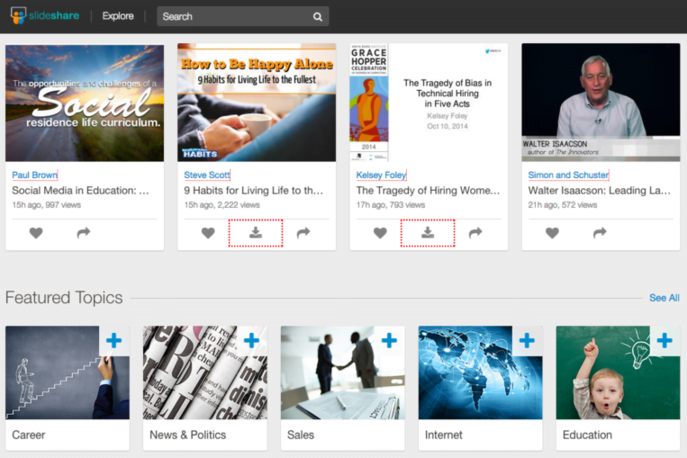 slideshare
Explore
Search
The opportunities and challenges of a
Social
residence life curriculum.
How to Be Happy Alone
9 Habits for Living Life to the Fullest
HABITS
GRACE
HOPPER
CELEBRATION
2014
The Tragedy of Bias in
Technical Hiring
in Five Acts
Kelsey Foley
Oct 10, 2014
WALTER ISAACSON
author of The Innovators
Paul Brown
Social Media in Education: ...
15h ago, 997 views
Steve Scott
9 Habits for Living Life to th...
15h ago, 2,222 views
Kelsey Foley
The Tragedy of Hiring Wome...
17h ago, 793 views
Simon and Schuster
Walter Isaacson: Leading La...
21h ago, 572 views
Featured Topics
See All
Career
News & Politics
Sales
Internet
Education